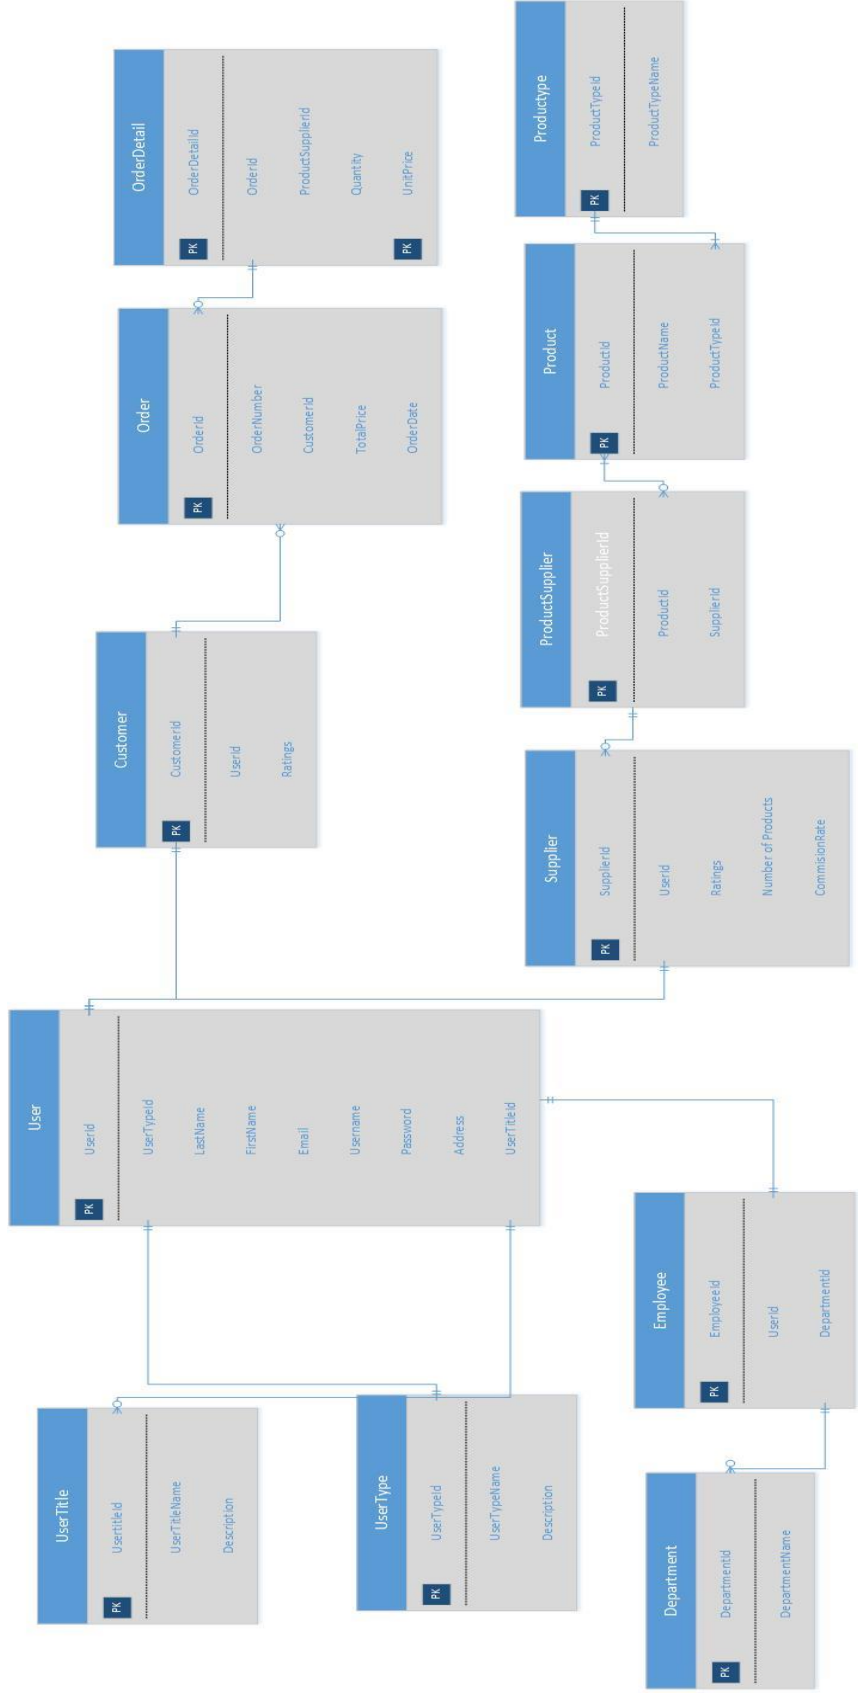 UserTitle
PK UsertitleId
UserTitleName
Description
UserType
PK UserTypeId
UserTypeName
Description
Department
PK DepartmentId
DepartmentName
User
PK UserId
UserTypeId
LastName
FirstName
Email
Username
Password
Address
UserTitleId
Employee
PK EmployeeId
UserId
DepartmentId
Customer
PK CustomerId
UserId
Ratings
Supplier
PK SupplierId
UserId
Ratings
Number of Products
CommisionRate
Order
PK OrderId
OrderNumber
CustomerId
TotalPrice
OrderDate
ProductSupplier
PK ProductSupplierId
ProductId
SupplierId
OrderDetail
PK OrderDetailId
OrderId
ProductSupplierId
Quantity
PK UnitPrice
Product
PK ProductId
ProductName
ProductTypeId
Productype
PK ProductTypeId
ProductTypeName